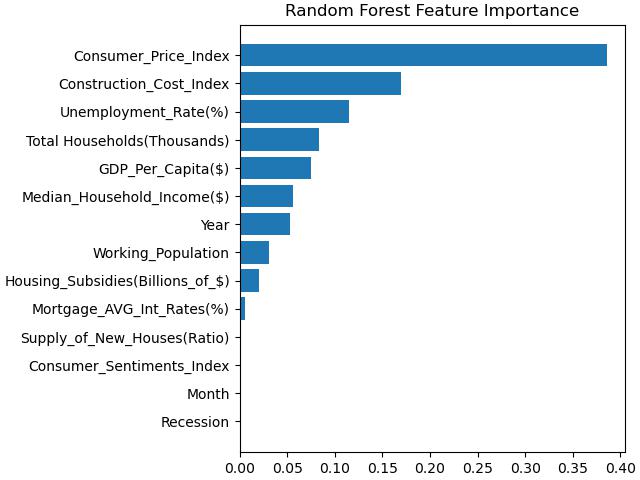 Random Forest Feature Importance
Consumer_Price_Index
Construction_Cost_Index
Unemployment_Rate(%)
Total Households(Thousands)
GDP_Per_Capita($)
Median_Household_Income($)
Year
Working_Population
Housing_Subsidies(Billions_of_$)
Mortgage_AVG_Int_Rates(%)
Supply_of_New_Houses(Ratio)
Consumer_Sentiments_Index
Month
Recession
0.00 0.05 0.10 0.15 0.20 0.25 0.30 0.35 0.40